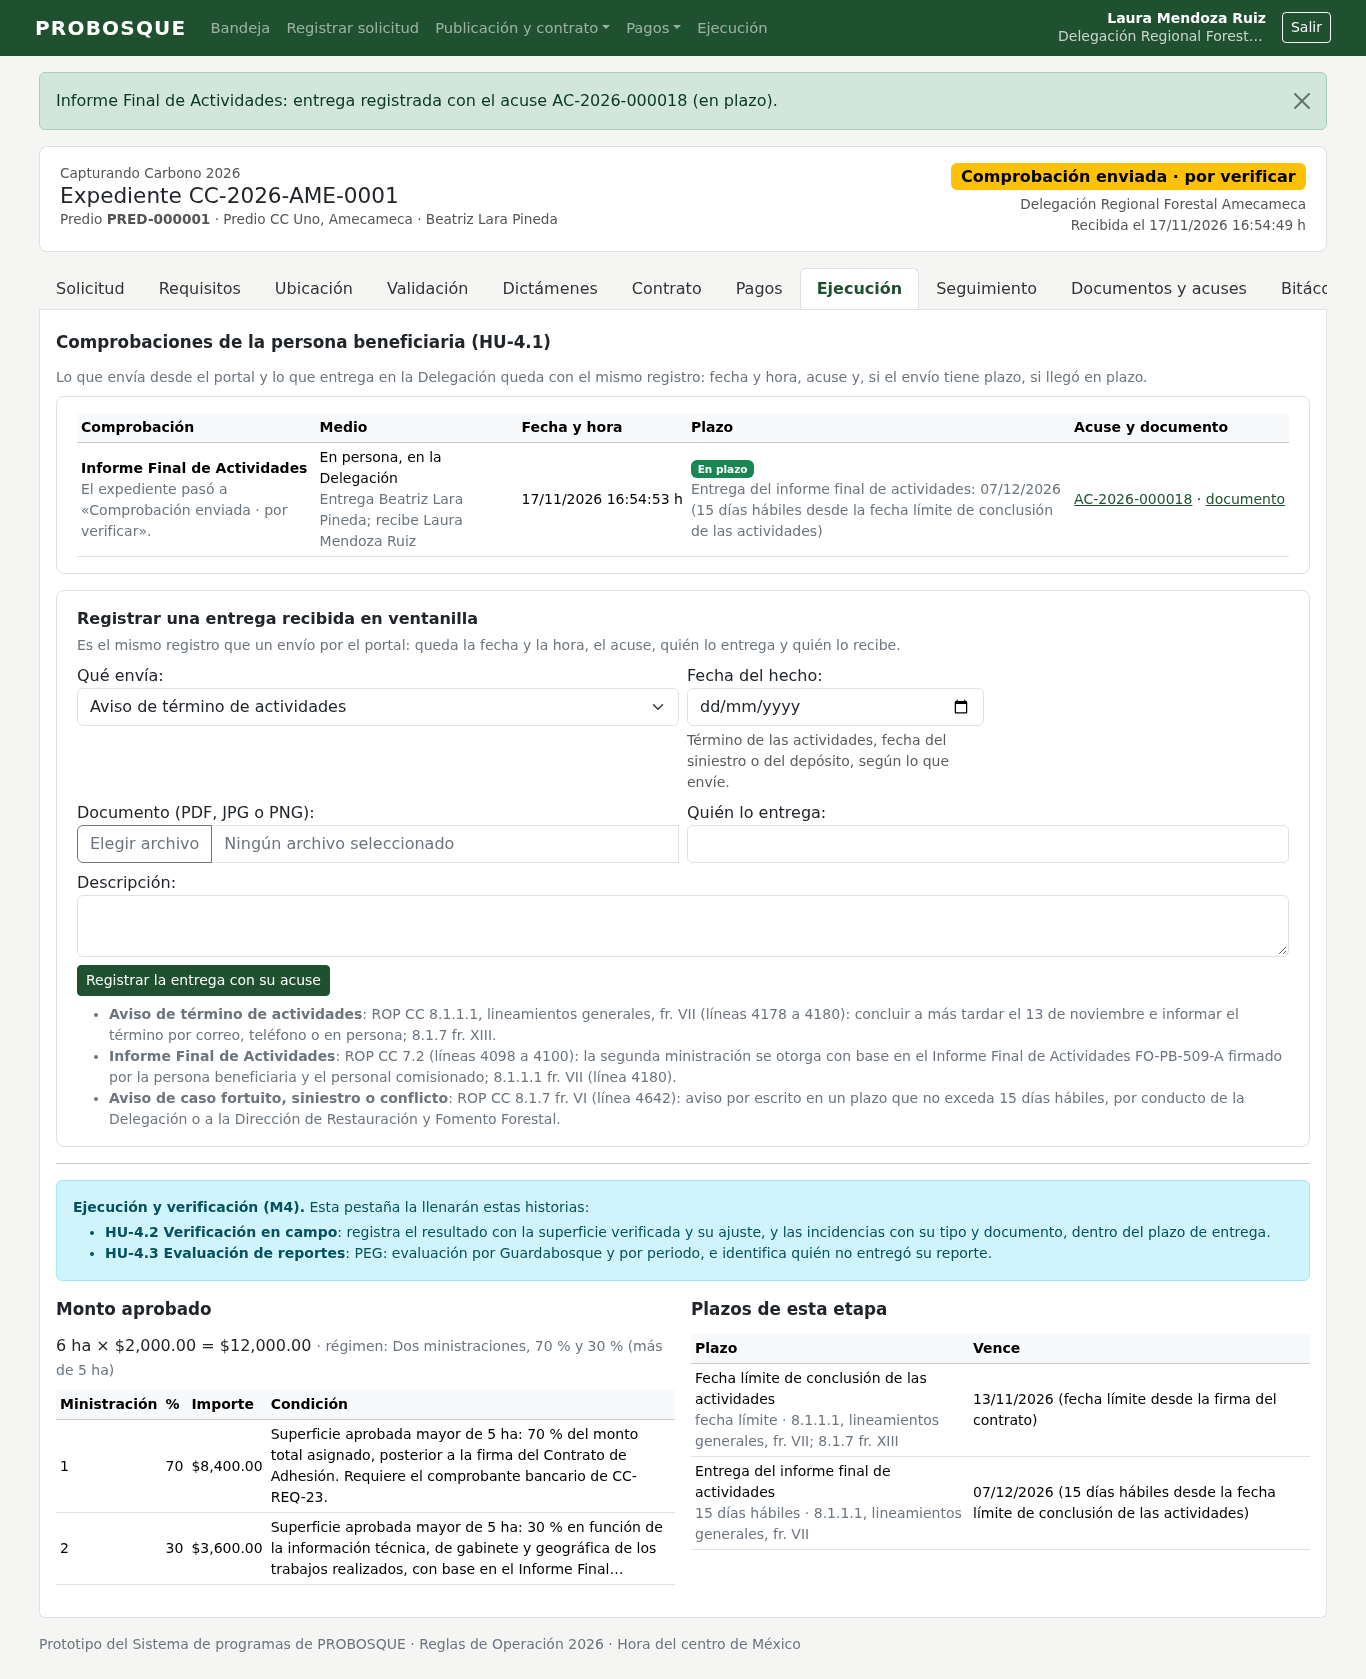 PROBOSQUE
Bandeja
Registrar solicitud
Publicación y contrato
Pagos
Ejecución
Laura Mendoza Ruiz
Delegación Regional Forest…
Salir
Informe Final de Actividades: entrega registrada con el acuse AC-2026-000018 (en plazo).
Capturando Carbono 2026
Expediente CC-2026-AME-0001
Predio PRED-000001 · Predio CC Uno, Amecameca · Beatriz Lara Pineda
Comprobación enviada · por verificar
Delegación Regional Forestal Amecameca
Recibida el 17/11/2026 16:54:49 h
Solicitud
Requisitos
Ubicación
Validación
Dictámenes
Contrato
Pagos
Ejecución
Seguimiento
Documentos y acuses
Bitáco
Comprobaciones de la persona beneficiaria (HU-4.1)
Lo que envía desde el portal y lo que entrega en la Delegación queda con el mismo registro: fecha y hora, acuse y, si el envío tiene plazo, si llegó en plazo.
Comprobación
Medio
Fecha y hora
Plazo
Acuse y documento
Informe Final de Actividades
El expediente pasó a
«Comprobación enviada · por
verificar».
En persona, en la
Delegación
Entrega Beatriz Lara
Pineda; recibe Laura
Mendoza Ruiz
17/11/2026 16:54:53 h
En plazo
Entrega del informe final de actividades: 07/12/2026
(15 días hábiles desde la fecha límite de conclusión
de las actividades)
AC-2026-000018 · documento
Registrar una entrega recibida en ventanilla
Es el mismo registro que un envío por el portal: queda la fecha y la hora, el acuse, quién lo entrega y quién lo recibe.
Qué envía:
Aviso de término de actividades
Fecha del hecho:
dd/mm/yyyy
Término de las actividades, fecha del
siniestro o del depósito, según lo que
envíe.
Documento (PDF, JPG o PNG):
Elegir archivo
Ningún archivo seleccionado
Quién lo entrega:
Descripción:
Registrar la entrega con su acuse
• Aviso de término de actividades: ROP CC 8.1.1.1, lineamientos generales, fr. VII (líneas 4178 a 4180): concluir a más tardar el 13 de noviembre e informar el
término por correo, teléfono o en persona; 8.1.7 fr. XIII.
• Informe Final de Actividades: ROP CC 7.2 (líneas 4098 a 4100): la segunda ministración se otorga con base en el Informe Final de Actividades FO-PB-509-A firmado
por la persona beneficiaria y el personal comisionado; 8.1.1.1 fr. VII (línea 4180).
• Aviso de caso fortuito, siniestro o conflicto: ROP CC 8.1.7 fr. VI (línea 4642): aviso por escrito en un plazo que no exceda 15 días hábiles, por conducto de la
Delegación o a la Dirección de Restauración y Fomento Forestal.
Ejecución y verificación (M4). Esta pestaña la llenarán estas historias:
• HU-4.2 Verificación en campo: registra el resultado con la superficie verificada y su ajuste, y las incidencias con su tipo y documento, dentro del plazo de entrega.
• HU-4.3 Evaluación de reportes: PEG: evaluación por Guardabosque y por periodo, e identifica quién no entregó su reporte.
Monto aprobado
6 ha × $2,000.00 = $12,000.00 · régimen: Dos ministraciones, 70 % y 30 % (más
de 5 ha)
Ministración
%
Importe
Condición
1
70
$8,400.00
Superficie aprobada mayor de 5 ha: 70 % del monto
total asignado, posterior a la firma del Contrato de
Adhesión. Requiere el comprobante bancario de CC-
REQ-23.
2
30
$3,600.00
Superficie aprobada mayor de 5 ha: 30 % en función de
la información técnica, de gabinete y geográfica de los
trabajos realizados, con base en el Informe Final…
Plazos de esta etapa
Plazo
Vence
Fecha límite de conclusión de las
actividades
fecha límite · 8.1.1.1, lineamientos
generales, fr. VII; 8.1.7 fr. XIII
13/11/2026 (fecha límite desde la firma del
contrato)
Entrega del informe final de
actividades
15 días hábiles · 8.1.1.1, lineamientos
generales, fr. VII
07/12/2026 (15 días hábiles desde la fecha
límite de conclusión de las actividades)
Prototipo del Sistema de programas de PROBOSQUE · Reglas de Operación 2026 · Hora del centro de México